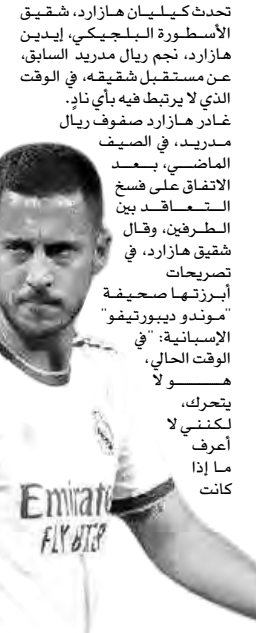 تحدث كيليان هازارد، شقيق
الأسطورة البلجيكي، إيدين
هازارد، نجم ريال مدريد السابق،
عن مستقبل شقيقه، في الوقت
الذي لا يرتبط فيه بأي نادٍ.
غادر هازارد صفوف ريال
مدريد، في الصيف
الماضي، بعد
الاتفاق على فسخ
التعاقد بين
الطرفين، وقال
شقيق هازارد، في
تصريحات
أبرزتها صحيفة
"موندو ديبورتيفو"
الإسبانية: "في
الوقت الحالي،
هو لا
يتحرك،
لكنني لا
أعرف
ما إذا
كانت
Emirate
FLY BETTER